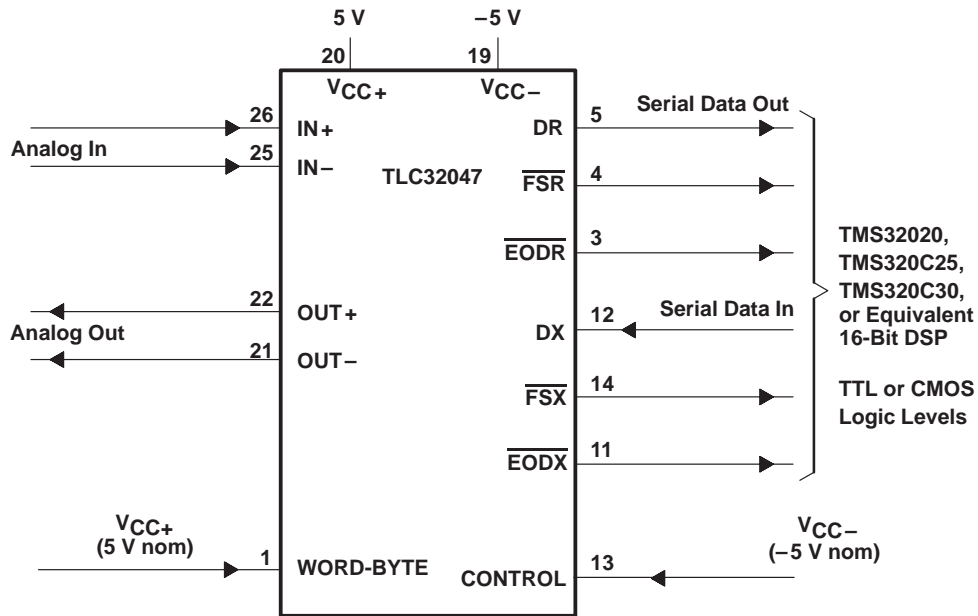 5 V
−5 V
20
19
VCC+
VCC−
26
IN+
DR
5
Serial Data Out
Analog In
25
IN−
TLC32047
FSR
4
EODR
3
TMS32020,
TMS320C25,
TMS320C30,
or Equivalent
16-Bit DSP
22
OUT+
DX
12
Serial Data In
Analog Out
21
OUT−
FSX
14
TTL or CMOS
Logic Levels
EODX
11
VCC+
(5 V nom)
1
WORD-BYTE
CONTROL
13
VCC−
(−5 V nom)